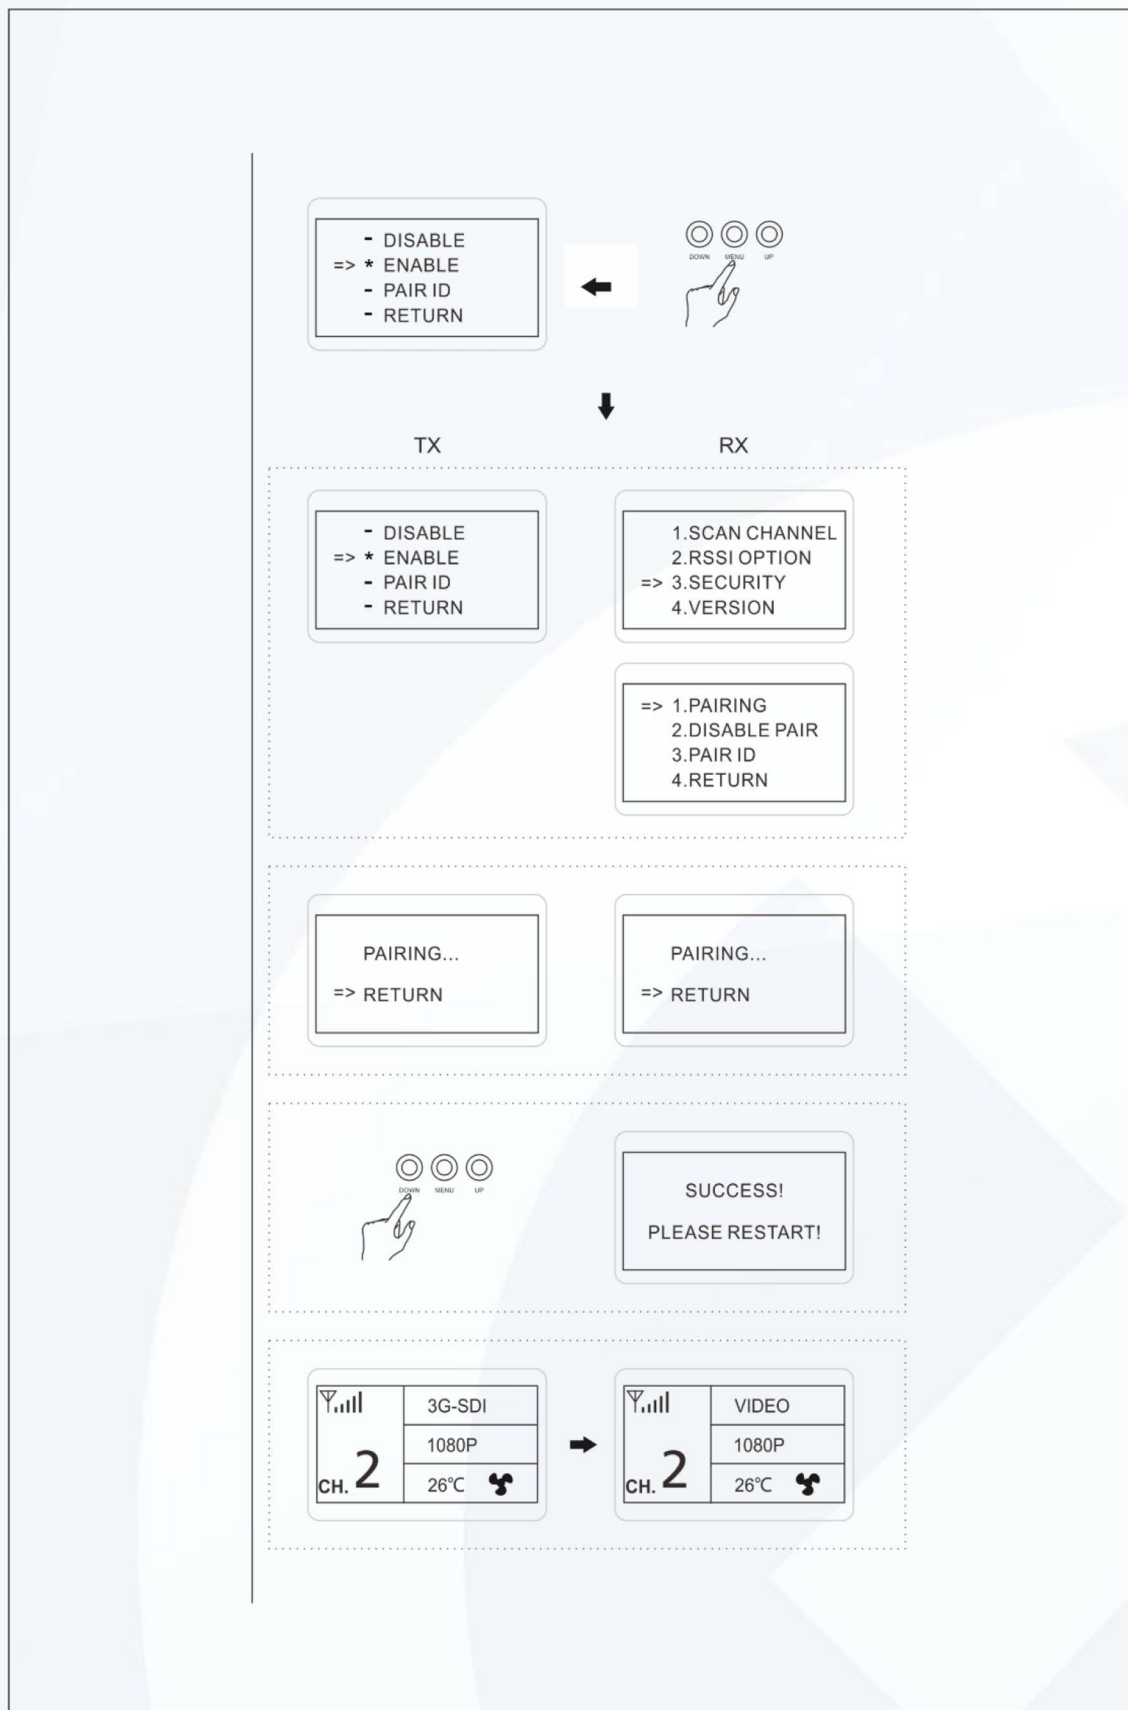 - DISABLE
=> * ENABLE
- PAIR ID
- RETURN
DOWN MENU UP
TX RX
- DISABLE
=> * ENABLE
- PAIR ID
- RETURN
1.SCAN CHANNEL
2.RSSI OPTION
=> 3.SECURITY
4.VERSION
=> 1.PAIRING
2.DISABLE PAIR
3.PAIR ID
4.RETURN
PAIRING...
=> RETURN
PAIRING...
=> RETURN
DOWN MENU UP
SUCCESS!
PLEASE RESTART!
CH. 2
3G-SDI
1080P
26℃
CH. 2
VIDEO
1080P
26℃